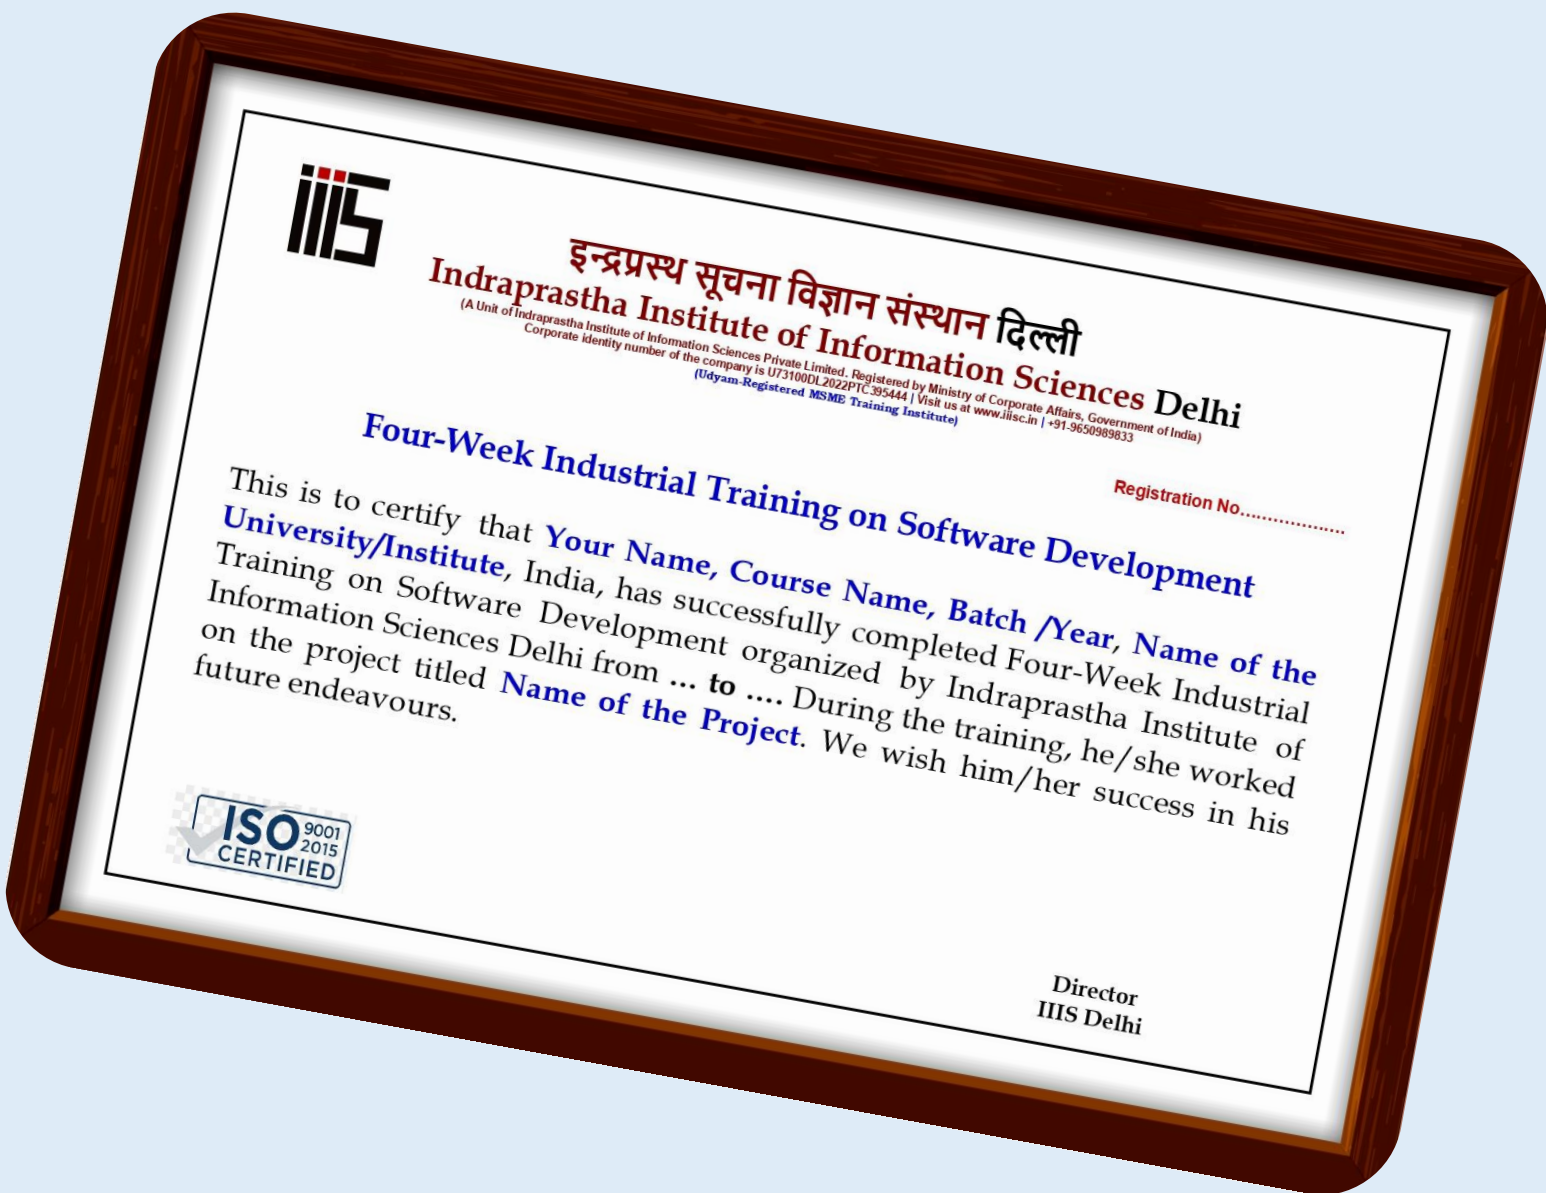 iiis
इन्द्रप्रस्थ सूचना विज्ञान संस्थान दिल्ली
Indraprastha Institute of Information Sciences Delhi
(A Unit of Indraprastha Institute of Information Sciences Private Limited. Registered by Ministry of Corporate Affairs, Government of India)
Corporate identity number of the company is U73100DL2022PTC395444 | Visit us at www.iiisc.in | +91-9650989833
(Udyam-Registered MSME Training Institute)
Registration No..................
Four-Week Industrial Training on Software Development
This is to certify that Your Name, Course Name, Batch /Year, Name of the
University/Institute, India, has successfully completed Four-Week Industrial
Training on Software Development organized by Indraprastha Institute of
Information Sciences Delhi from ... to .... During the training, he/she worked
on the project titled Name of the Project. We wish him/her success in his
future endeavours.
ISO 9001
2015
CERTIFIED
Director
IIIS Delhi